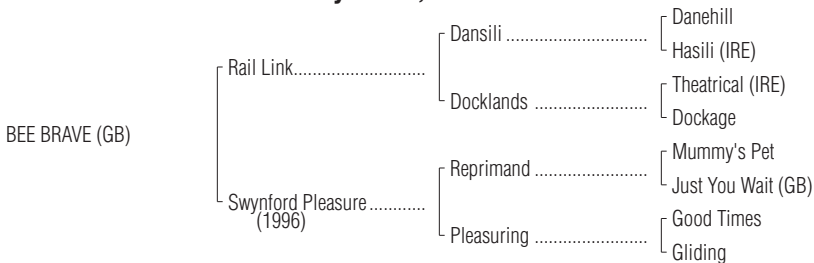 Danehill
Dansili ................................
Hasili (IRE)
Rail Link..............................
Theatrical (IRE)
Docklands .........................
Dockage
BEE BRAVE (GB)
Mummy's Pet
Reprimand .........................
Just You Wait (GB)
Swynford Pleasure ............
(1996)
Good Times
Pleasuring .........................
Gliding